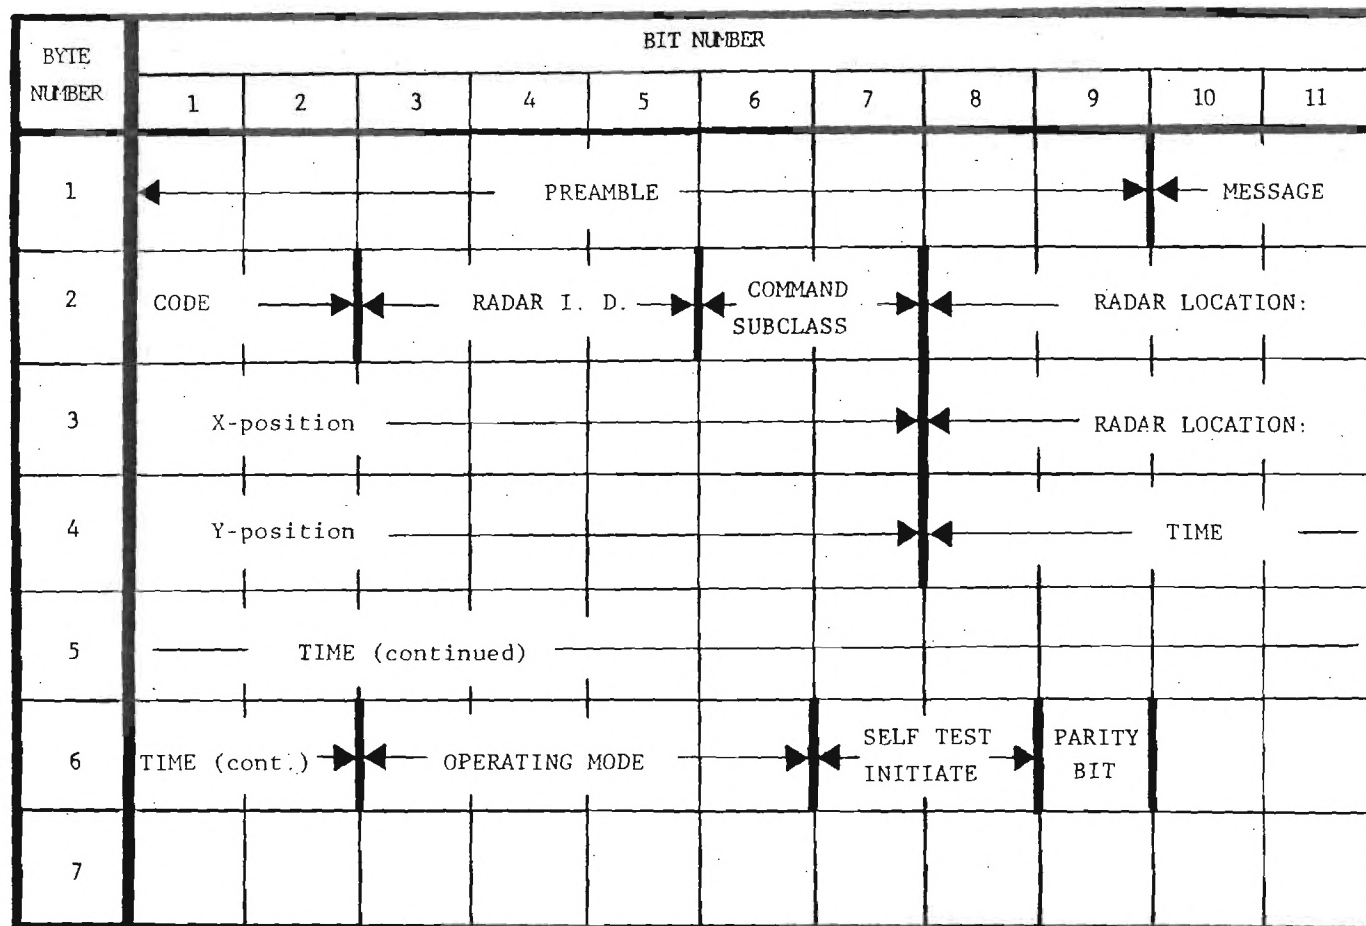 BIT NUMBER
BYTE
NUMBER
1 2 3 4 5 6 7 8 9 10 11
1 PREAMBLE MESSAGE
2 CODE RADAR I. D. COMMAND SUBCLASS RADAR LOCATION:
3 X-position RADAR LOCATION:
4 Y-position TIME
5 TIME (continued)
6 TIME (cont.) OPERATING MODE SELF TEST INITIATE PARITY BIT
7